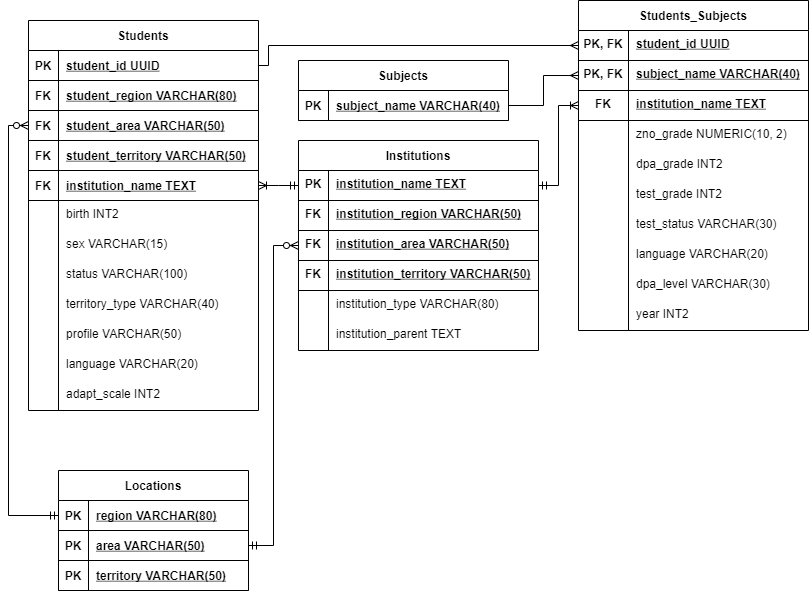 Students
PK student_id UUID
FK student_region VARCHAR(80)
FK student_area VARCHAR(50)
FK student_territory VARCHAR(50)
FK institution_name TEXT
birth INT2
sex VARCHAR(15)
status VARCHAR(100)
territory_type VARCHAR(40)
profile VARCHAR(50)
language VARCHAR(20)
adapt_scale INT2
Subjects
PK subject_name VARCHAR(40)
Institutions
PK institution_name TEXT
FK institution_region VARCHAR(50)
FK institution_area VARCHAR(50)
FK institution_territory VARCHAR(50)
institution_type VARCHAR(80)
institution_parent TEXT
Students_Subjects
PK, FK student_id UUID
PK, FK subject_name VARCHAR(40)
FK institution_name TEXT
zno_grade NUMERIC(10, 2)
dpa_grade INT2
test_grade INT2
test_status VARCHAR(30)
language VARCHAR(20)
dpa_level VARCHAR(30)
year INT2
Locations
PK region VARCHAR(80)
PK area VARCHAR(50)
PK territory VARCHAR(50)